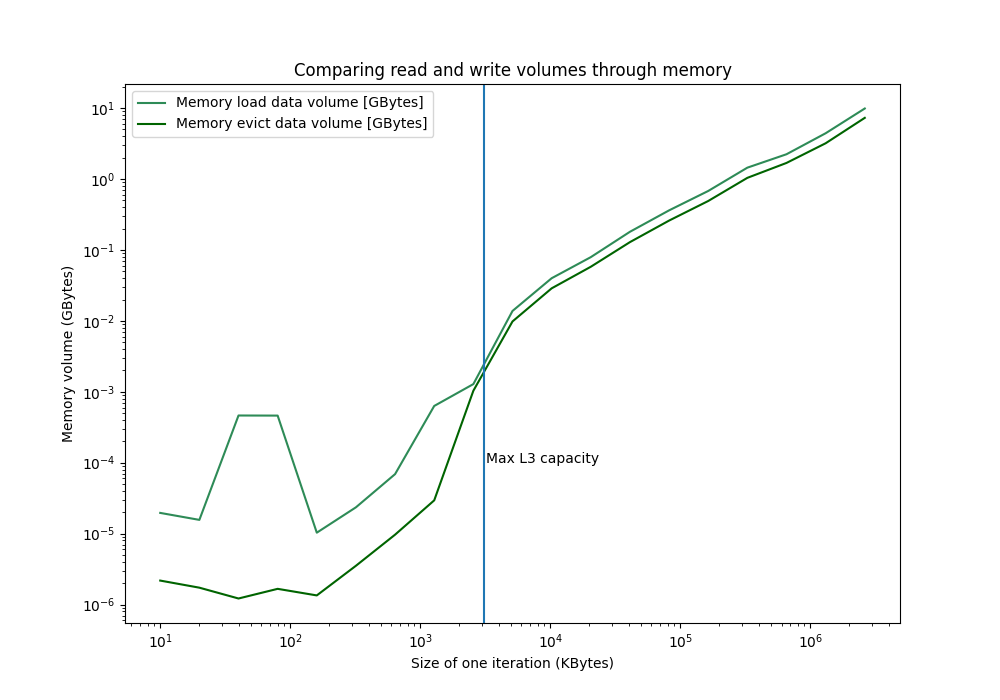 Comparing read and write volumes through memory
Memory load data volume [GBytes]
Memory evict data volume [GBytes]
10¹
10⁰
10⁻¹
10⁻²
10⁻³
10⁻⁴
10⁻⁵
10⁻⁶
Memory volume (GBytes)
Max L3 capacity
10¹ 10² 10³ 10⁴ 10⁵ 10⁶
Size of one iteration (KBytes)